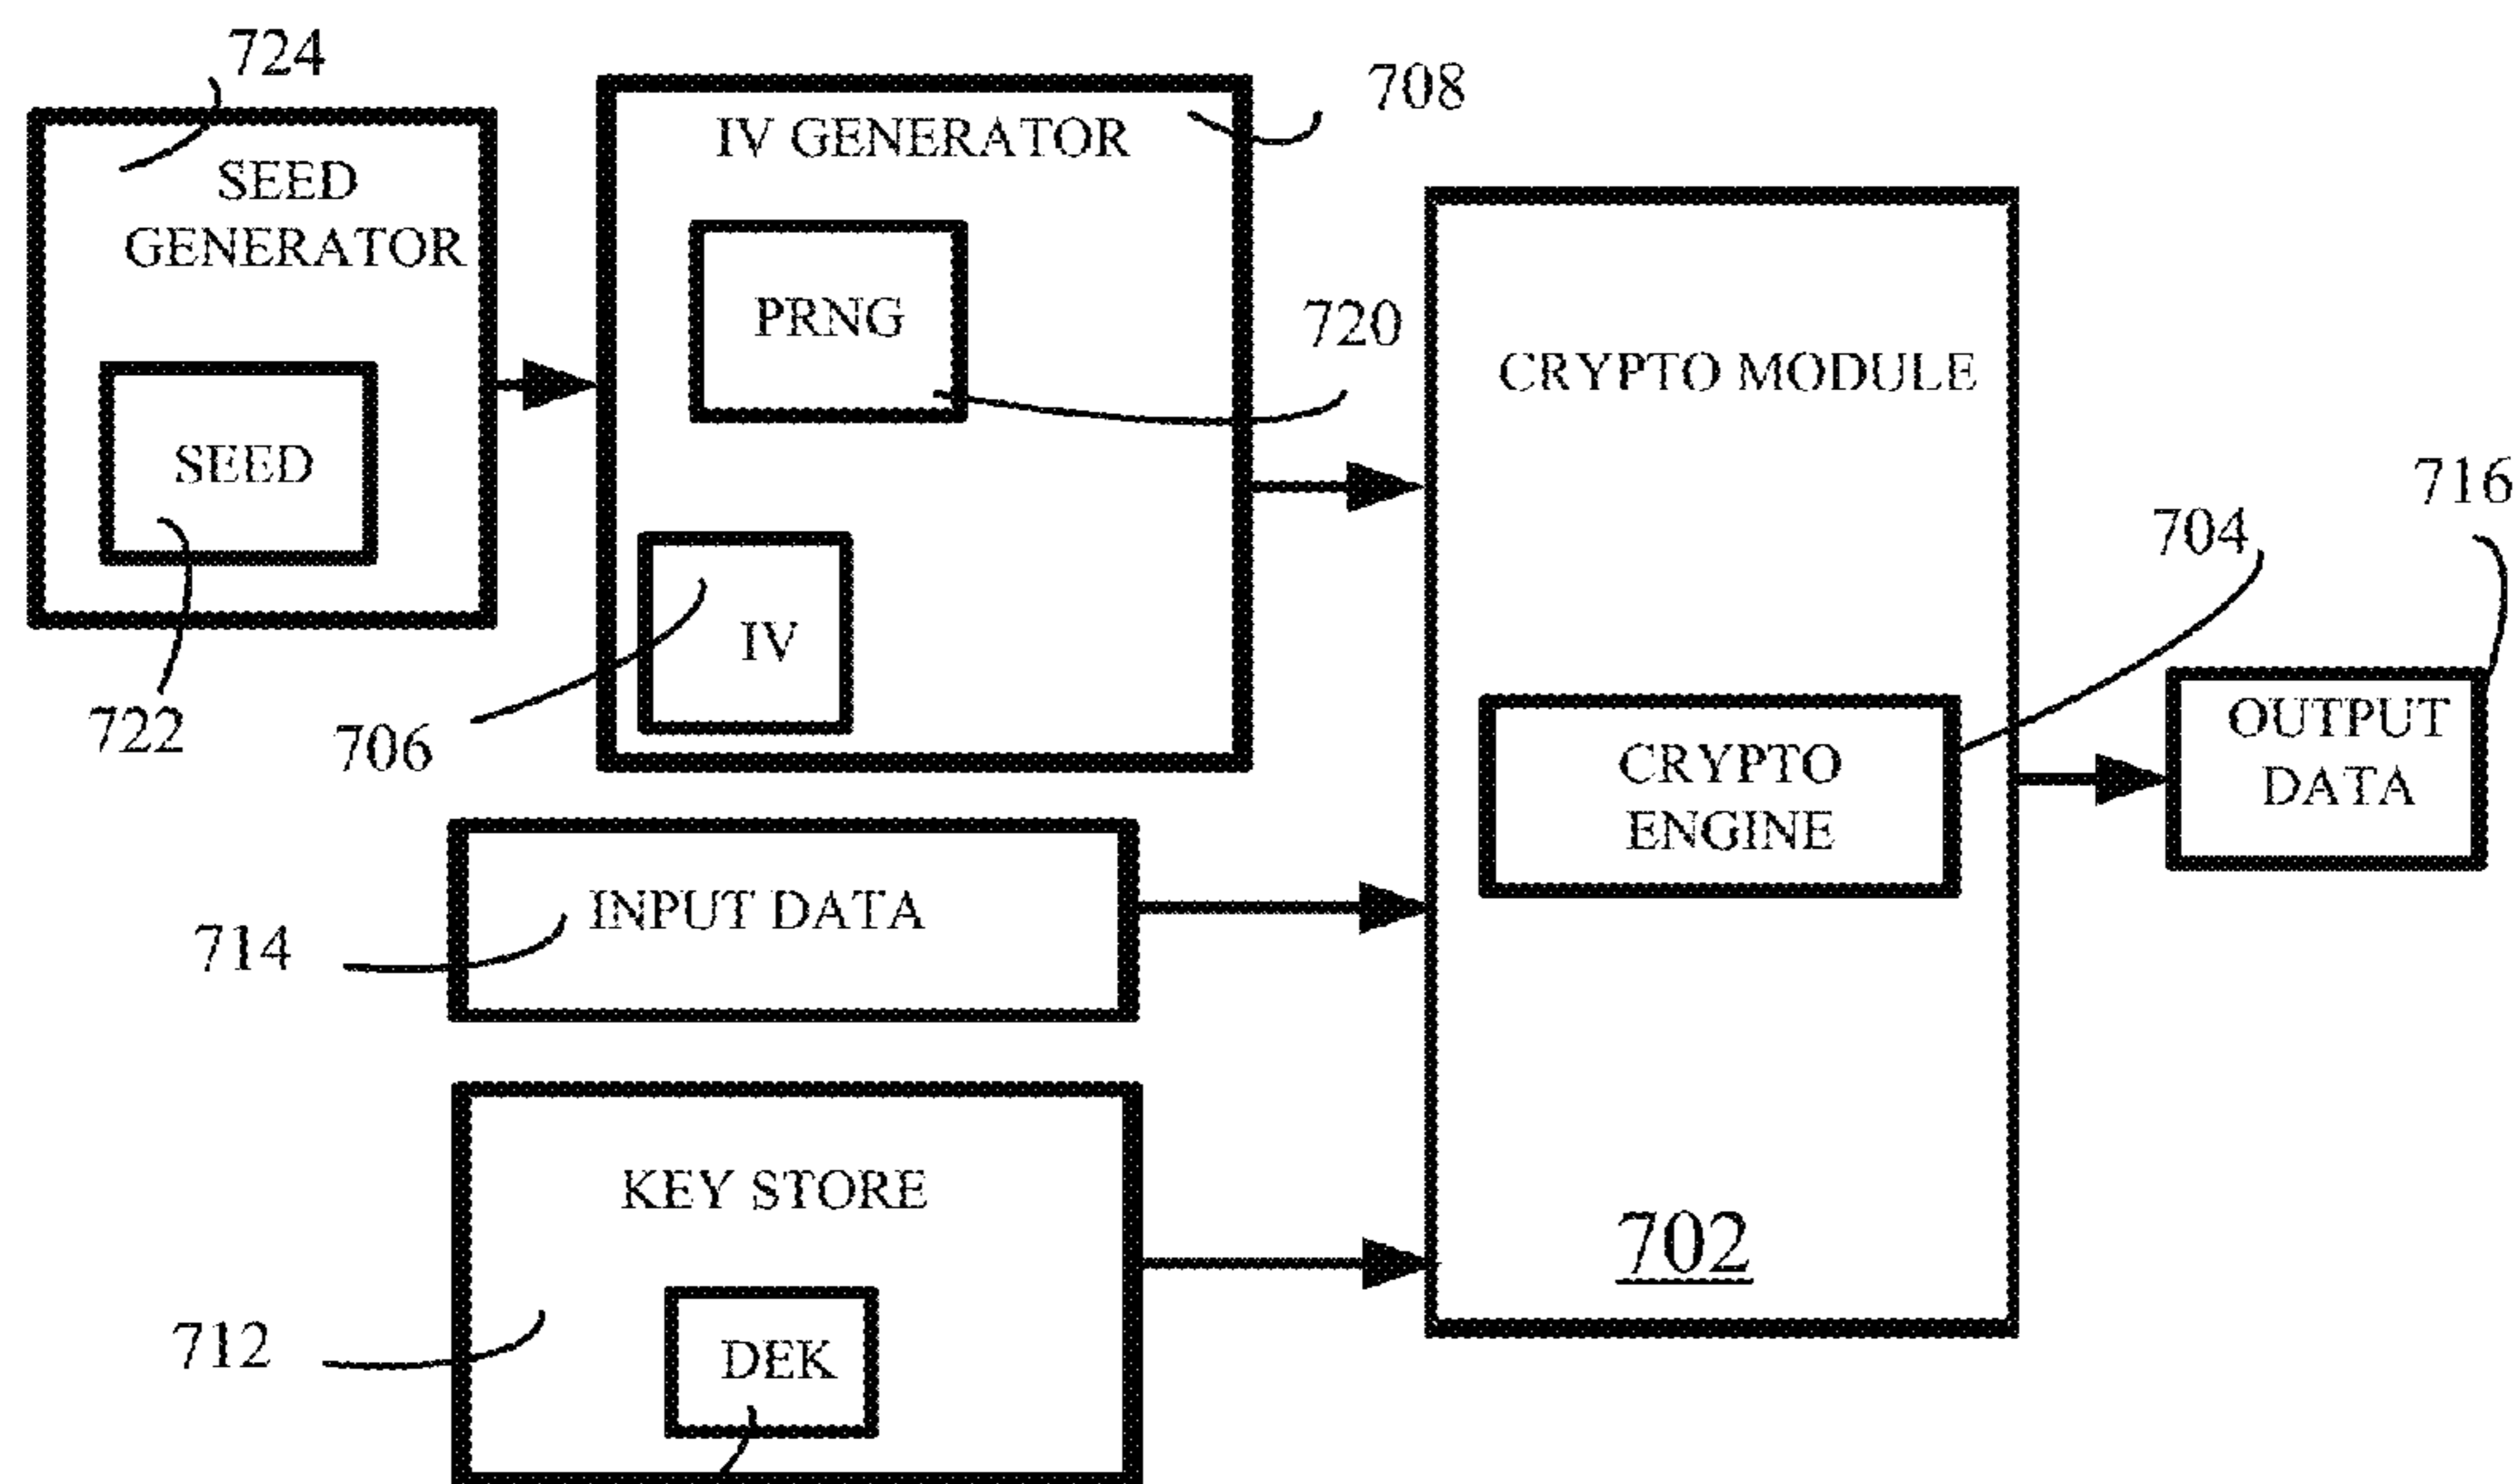 724
SEED
GENERATOR
SEED
722
IV GENERATOR
708
PRNG
720
IV
706
INPUT DATA
714
KEY STORE
712
DEK
CRYPTO MODULE
CRYPTO
ENGINE
704
702
OUTPUT
DATA
716